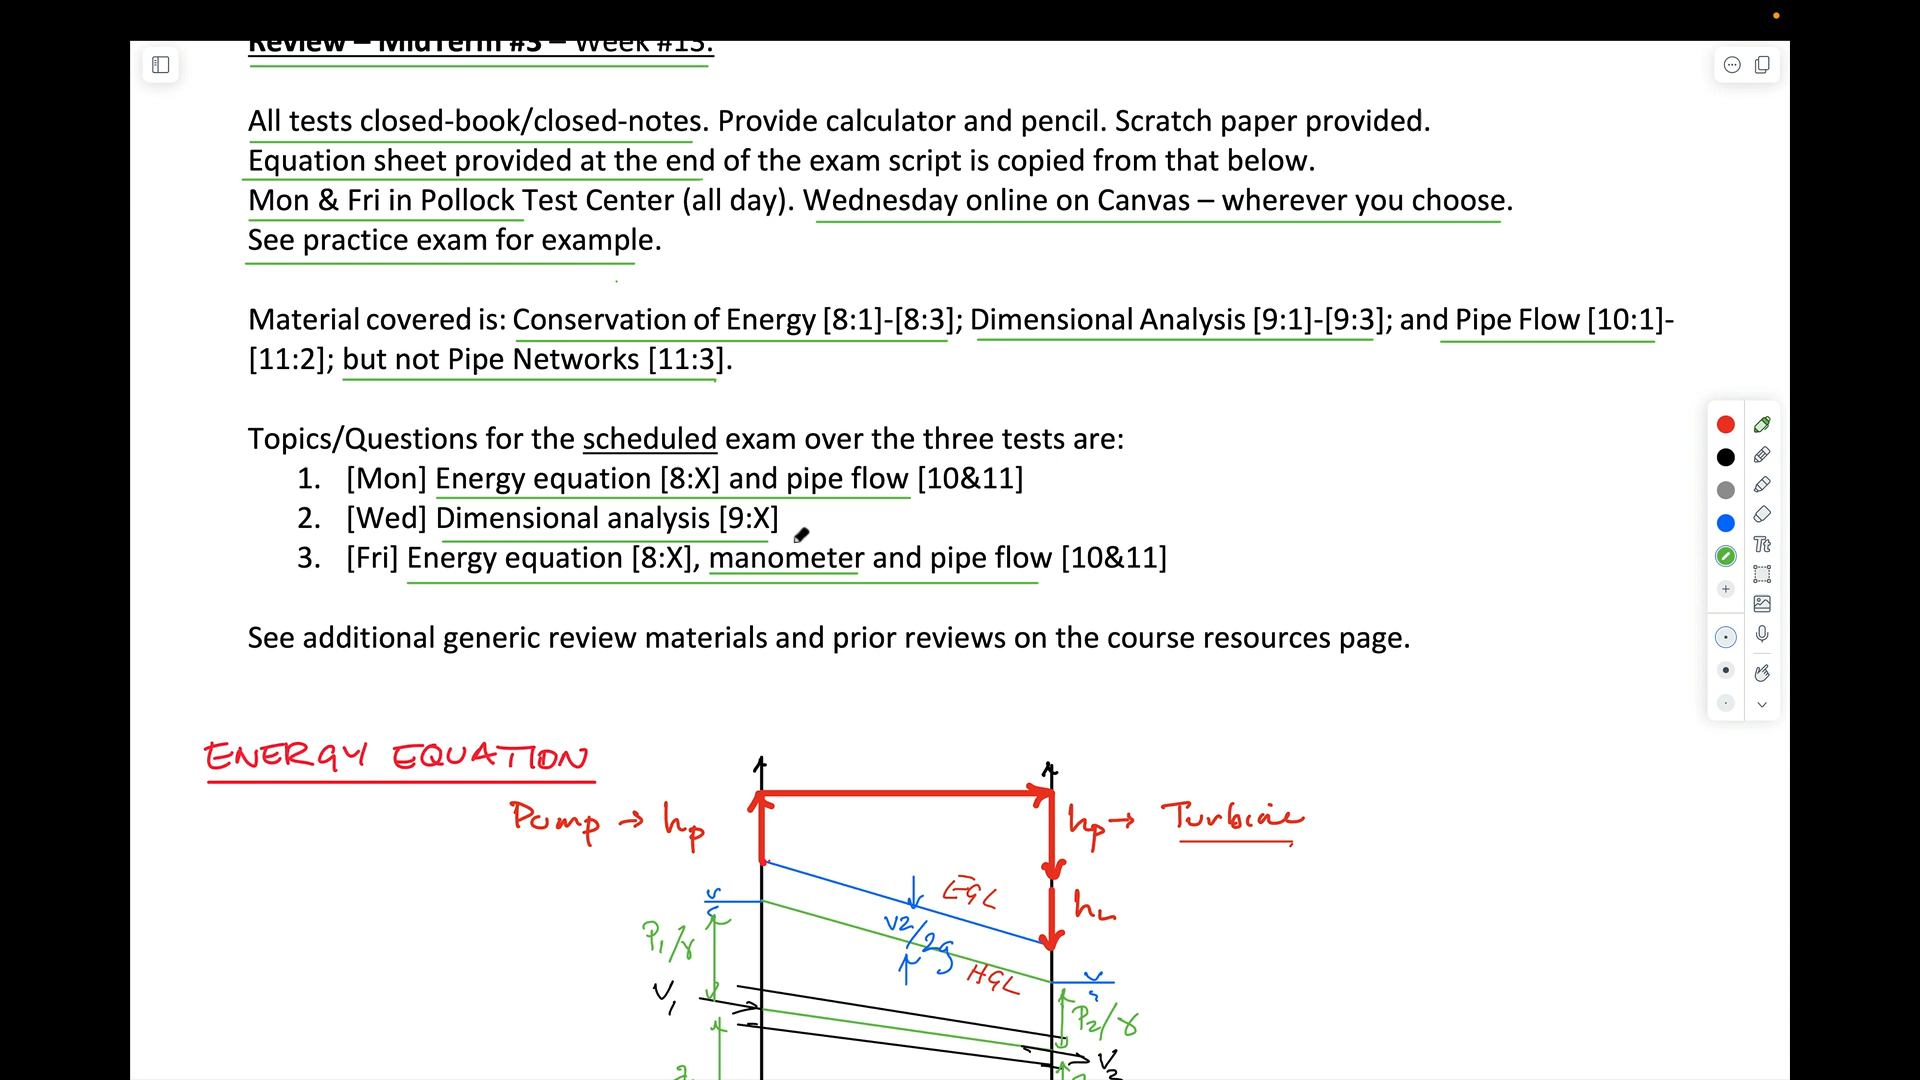 Review – MidTerm #3 – Week #13.
All tests closed-book/closed-notes. Provide calculator and pencil. Scratch paper provided.
Equation sheet provided at the end of the exam script is copied from that below.
Mon & Fri in Pollock Test Center (all day). Wednesday online on Canvas – wherever you choose.
See practice exam for example.
Material covered is: Conservation of Energy [8:1]-[8:3]; Dimensional Analysis [9:1]-[9:3]; and Pipe Flow [10:1]-
[11:2]; but not Pipe Networks [11:3].
Topics/Questions for the scheduled exam over the three tests are:
1. [Mon] Energy equation [8:X] and pipe flow [10&11]
2. [Wed] Dimensional analysis [9:X]
3. [Fri] Energy equation [8:X], manometer and pipe flow [10&11]
See additional generic review materials and prior reviews on the course resources page.
Tt
ENERGY EQUATION
Pump → hp
hp → Turbine
EGL
V2/2g
HGL
P1/γ
V1
P2/γ
V2